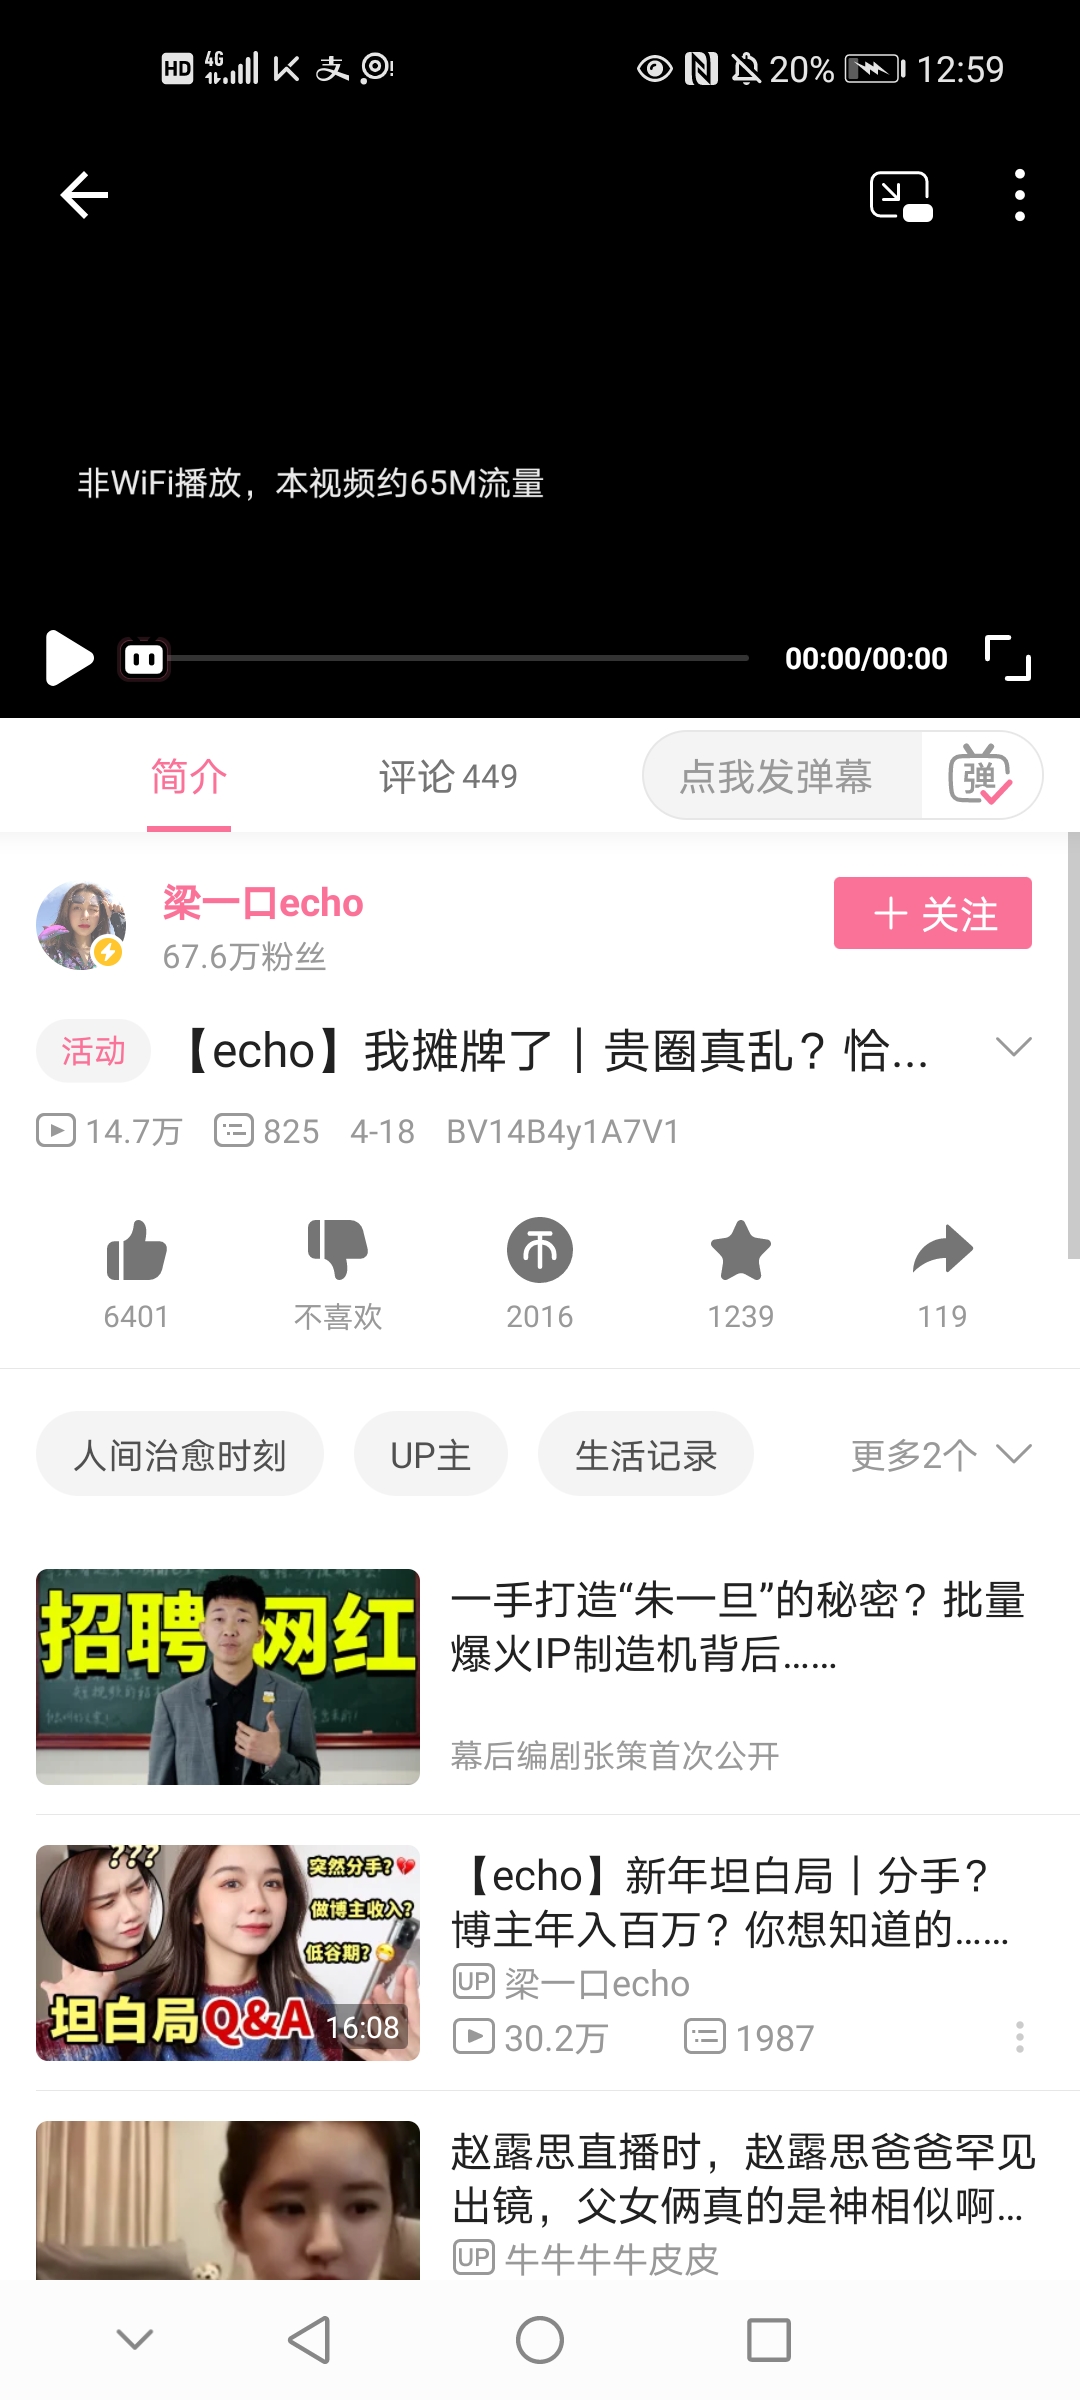 HD 4G 20% 12:59
非WiFi播放，本视频约65M流量
00:00/00:00
简介 评论 449 点我发弹幕 弹
梁一口echo
67.6万粉丝
关注
活动 【echo】我摊牌了｜贵圈真乱？恰...
14.7万 825 4-18 BV14B4y1A7V1
6401 不喜欢 2016 1239 119
人间治愈时刻 UP主 生活记录 更多2个
招聘网红
一手打造“朱一旦”的秘密？批量
爆火IP制造机背后……
幕后编剧张策首次公开
???
突然分手?
做博主收入?
低谷期?
坦白局Q&A
16:08
【echo】新年坦白局｜分手？
博主年入百万？你想知道的……
UP 梁一口echo
30.2万 1987
赵露思直播时，赵露思爸爸罕见
出镜，父女俩真的是神相似啊...
UP 牛牛牛牛皮皮